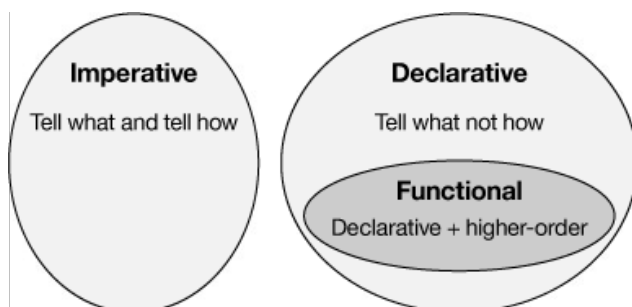 Imperative
Tell what and tell how
Declarative
Tell what not how
Functional
Declarative + higher-order